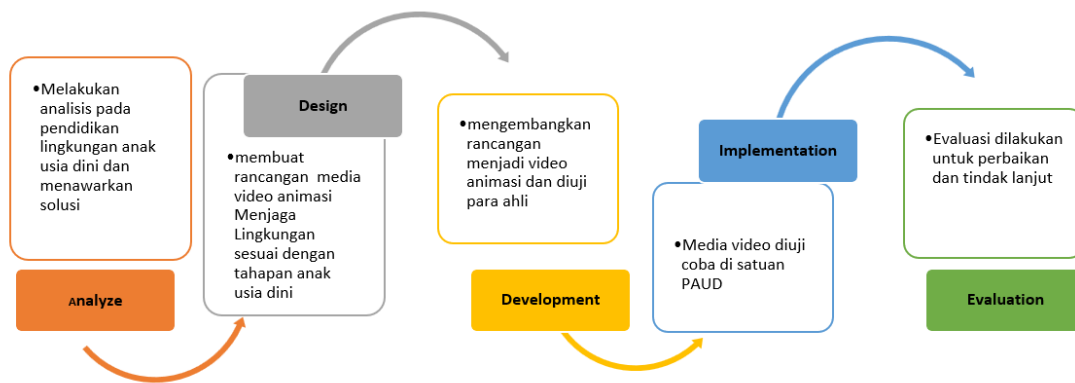 •Melakukan
analisis pada
pendidikan
lingkungan anak
usia dini dan
menawarkan
solusi
Analyze
Design
•membuat
rancangan media
video animasi
Menjaga
Lingkungan
sesuai dengan
tahapan anak
usia dini
•mengembangkan
rancangan
menjadi video
animasi dan diuji
para ahli
Development
Implementation
•Media video diuji
coba di satuan
PAUD
•Evaluasi dilakukan
untuk perbaikan
dan tindak lanjut
Evaluation